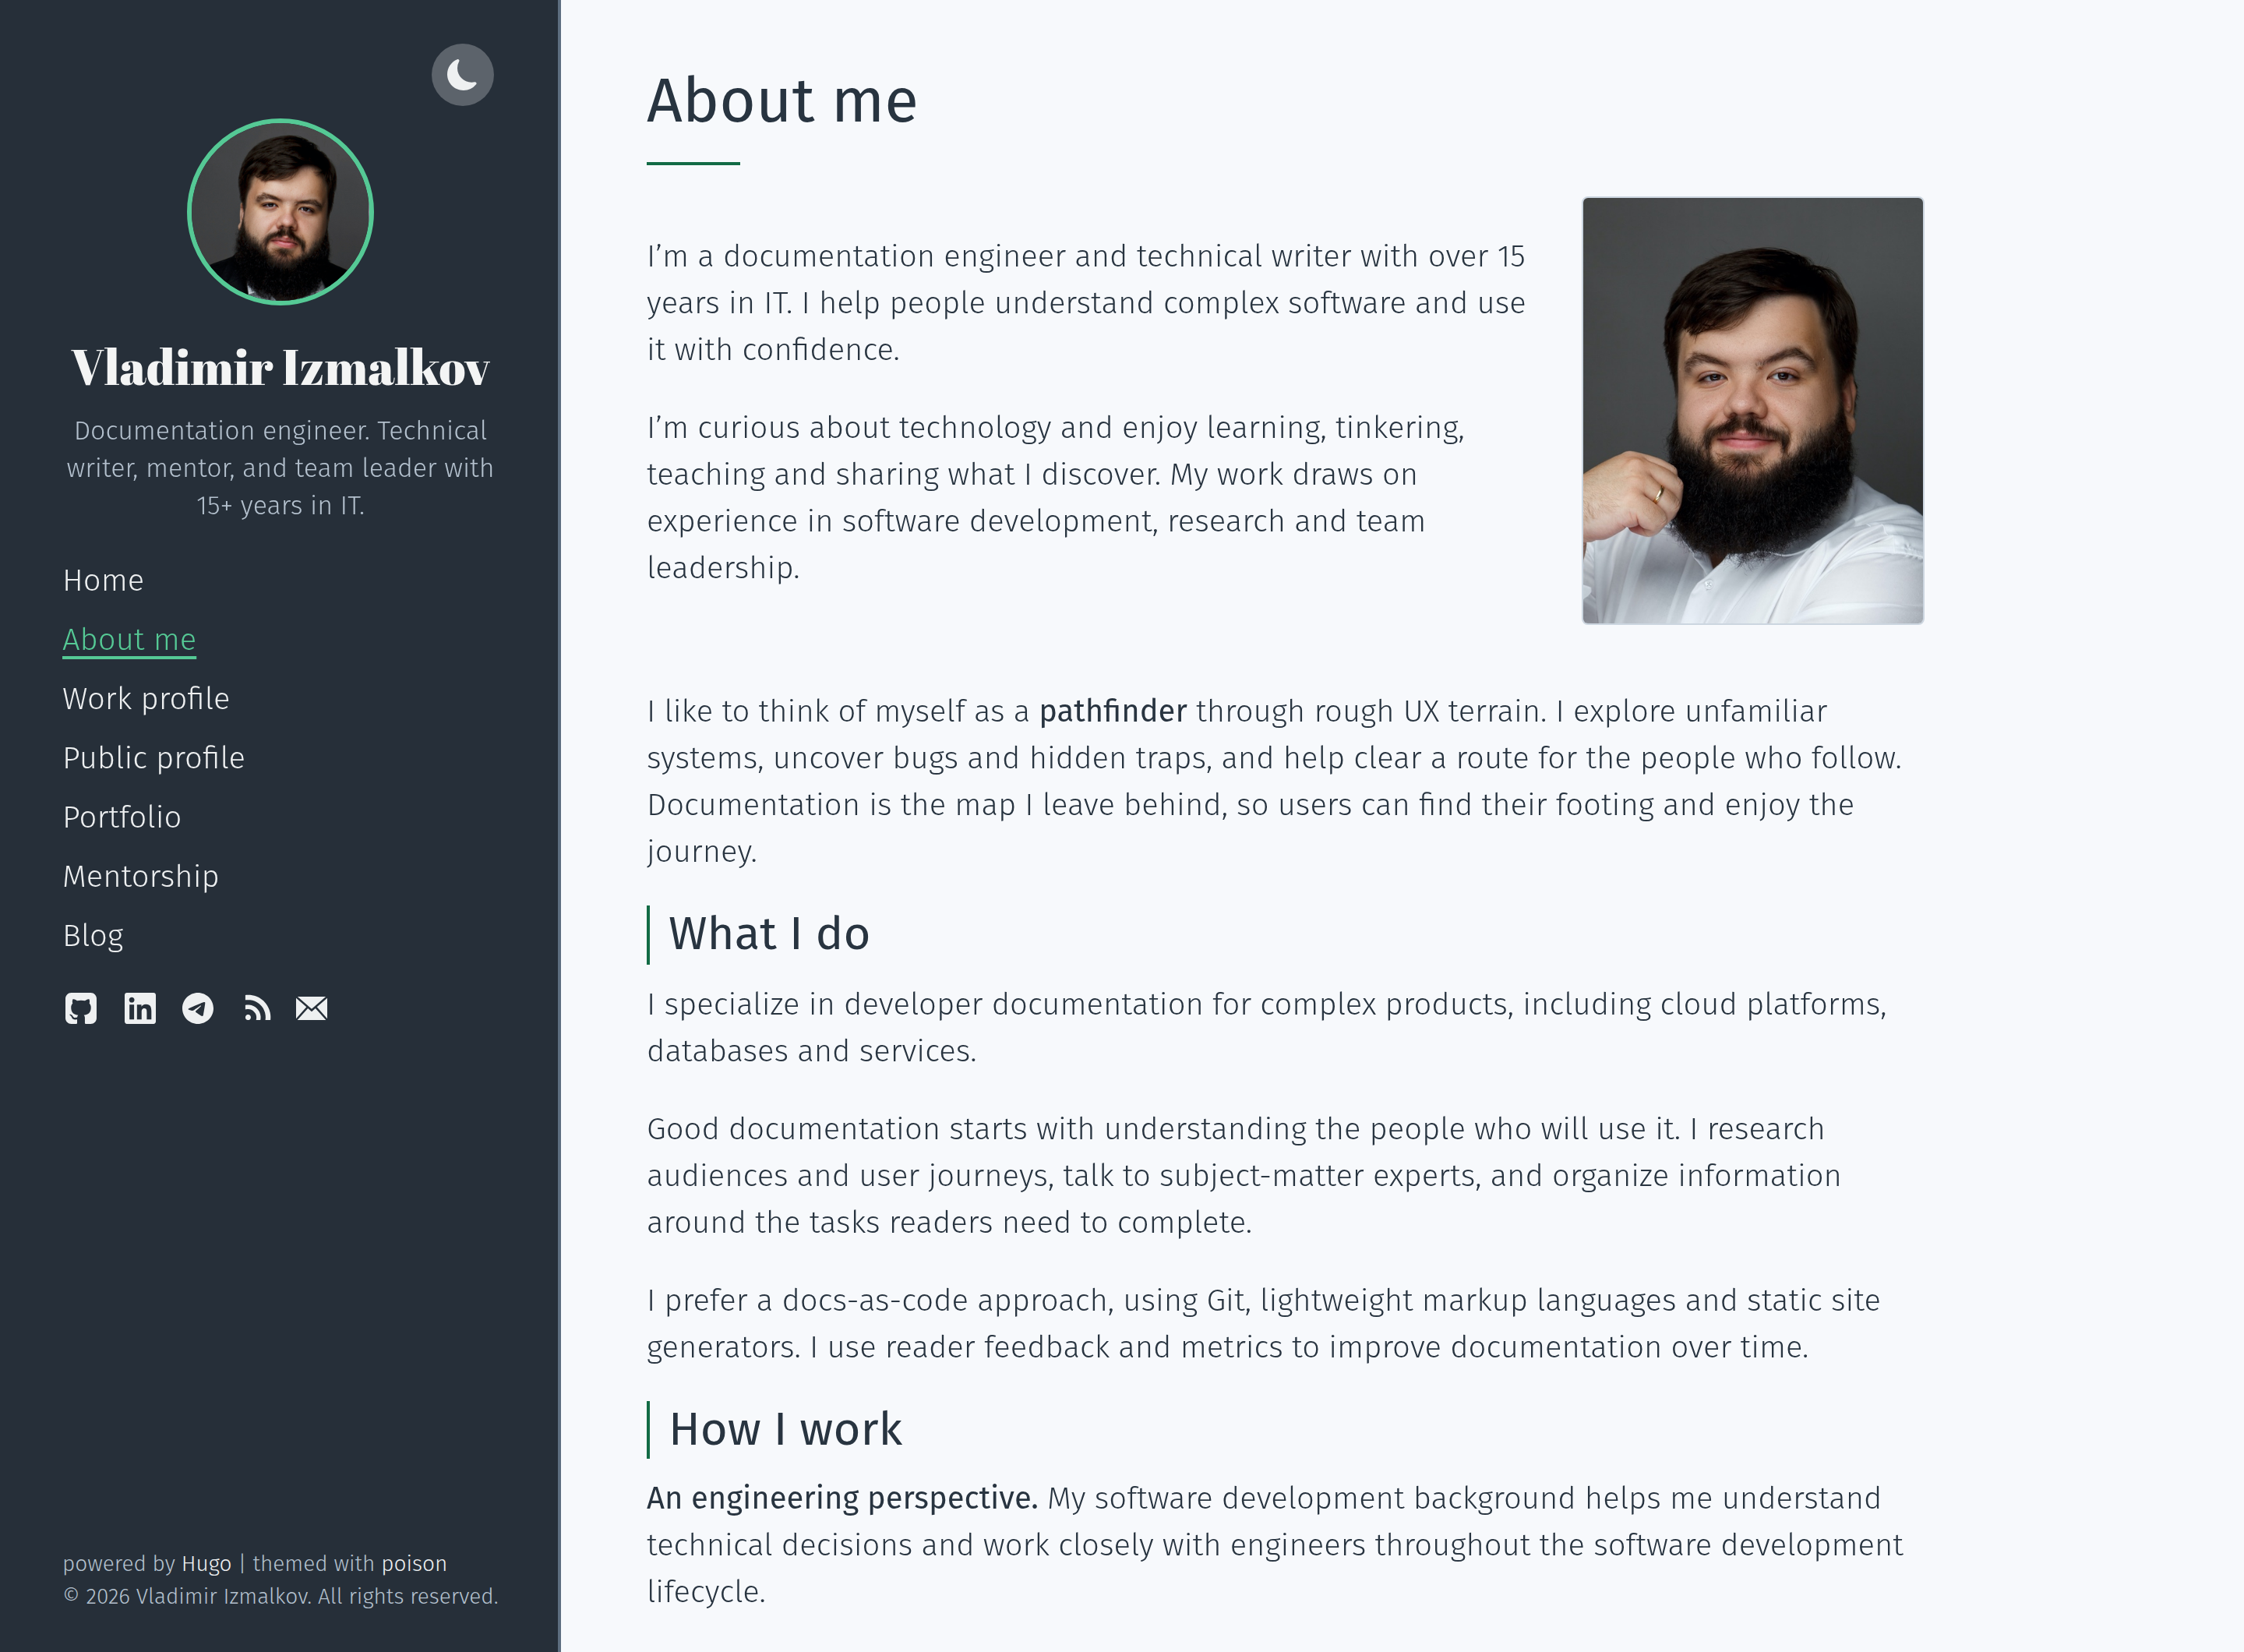 Vladimir Izmalkov
Documentation engineer. Technical
writer, mentor, and team leader with
15+ years in IT.
Home
About me
Work profile
Public profile
Portfolio
Mentorship
Blog
powered by Hugo | themed with poison
© 2026 Vladimir Izmalkov. All rights reserved.
About me
I’m a documentation engineer and technical writer with over 15
years in IT. I help people understand complex software and use
it with confidence.
I’m curious about technology and enjoy learning, tinkering,
teaching and sharing what I discover. My work draws on
experience in software development, research and team
leadership.
I like to think of myself as a pathfinder through rough UX terrain. I explore unfamiliar
systems, uncover bugs and hidden traps, and help clear a route for the people who follow.
Documentation is the map I leave behind, so users can find their footing and enjoy the
journey.
What I do
I specialize in developer documentation for complex products, including cloud platforms,
databases and services.
Good documentation starts with understanding the people who will use it. I research
audiences and user journeys, talk to subject-matter experts, and organize information
around the tasks readers need to complete.
I prefer a docs-as-code approach, using Git, lightweight markup languages and static site
generators. I use reader feedback and metrics to improve documentation over time.
How I work
An engineering perspective. My software development background helps me understand
technical decisions and work closely with engineers throughout the software development
lifecycle.